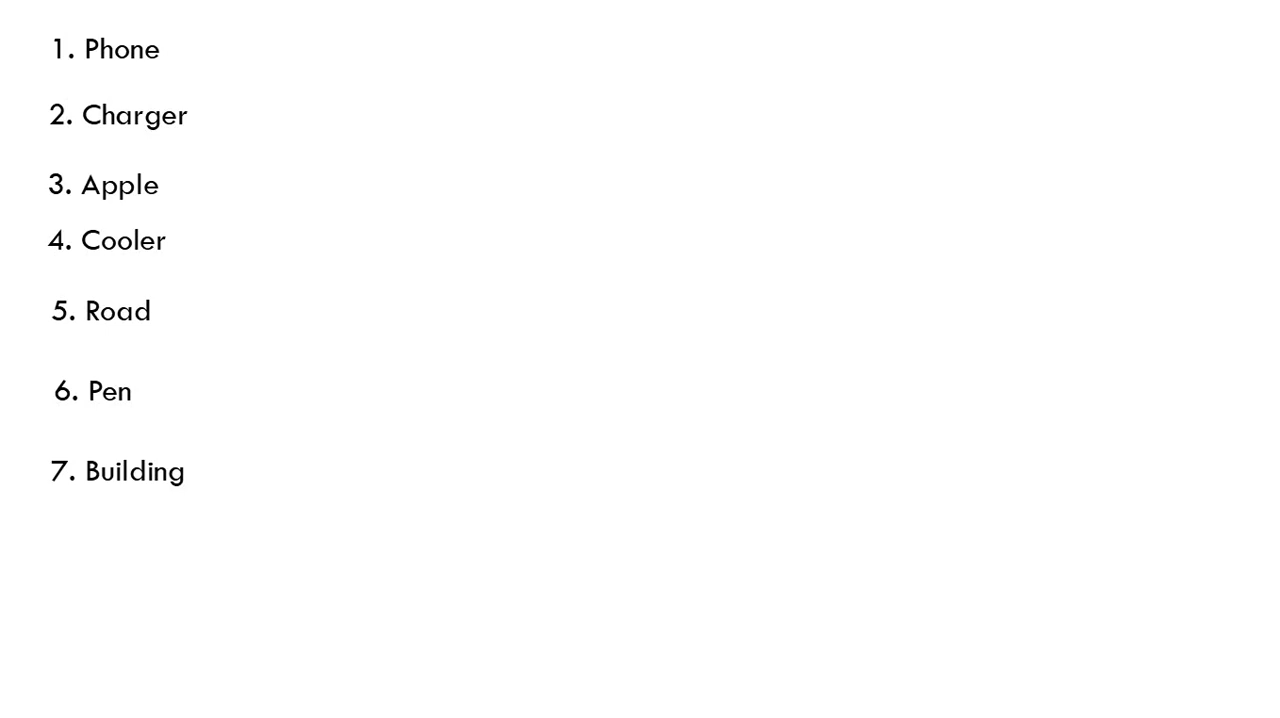 1. Phone
2. Charger
3. Apple
4. Cooler
5. Road
6. Pen
7. Building